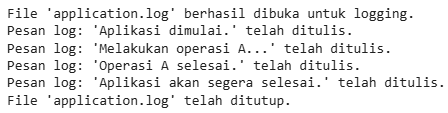 File 'application.log' berhasil dibuka untuk logging.
Pesan log: 'Aplikasi dimulai.' telah ditulis.
Pesan log: 'Melakukan operasi A...' telah ditulis.
Pesan log: 'Operasi A selesai.' telah ditulis.
Pesan log: 'Aplikasi akan segera selesai.' telah ditulis.
File 'application.log' telah ditutup.